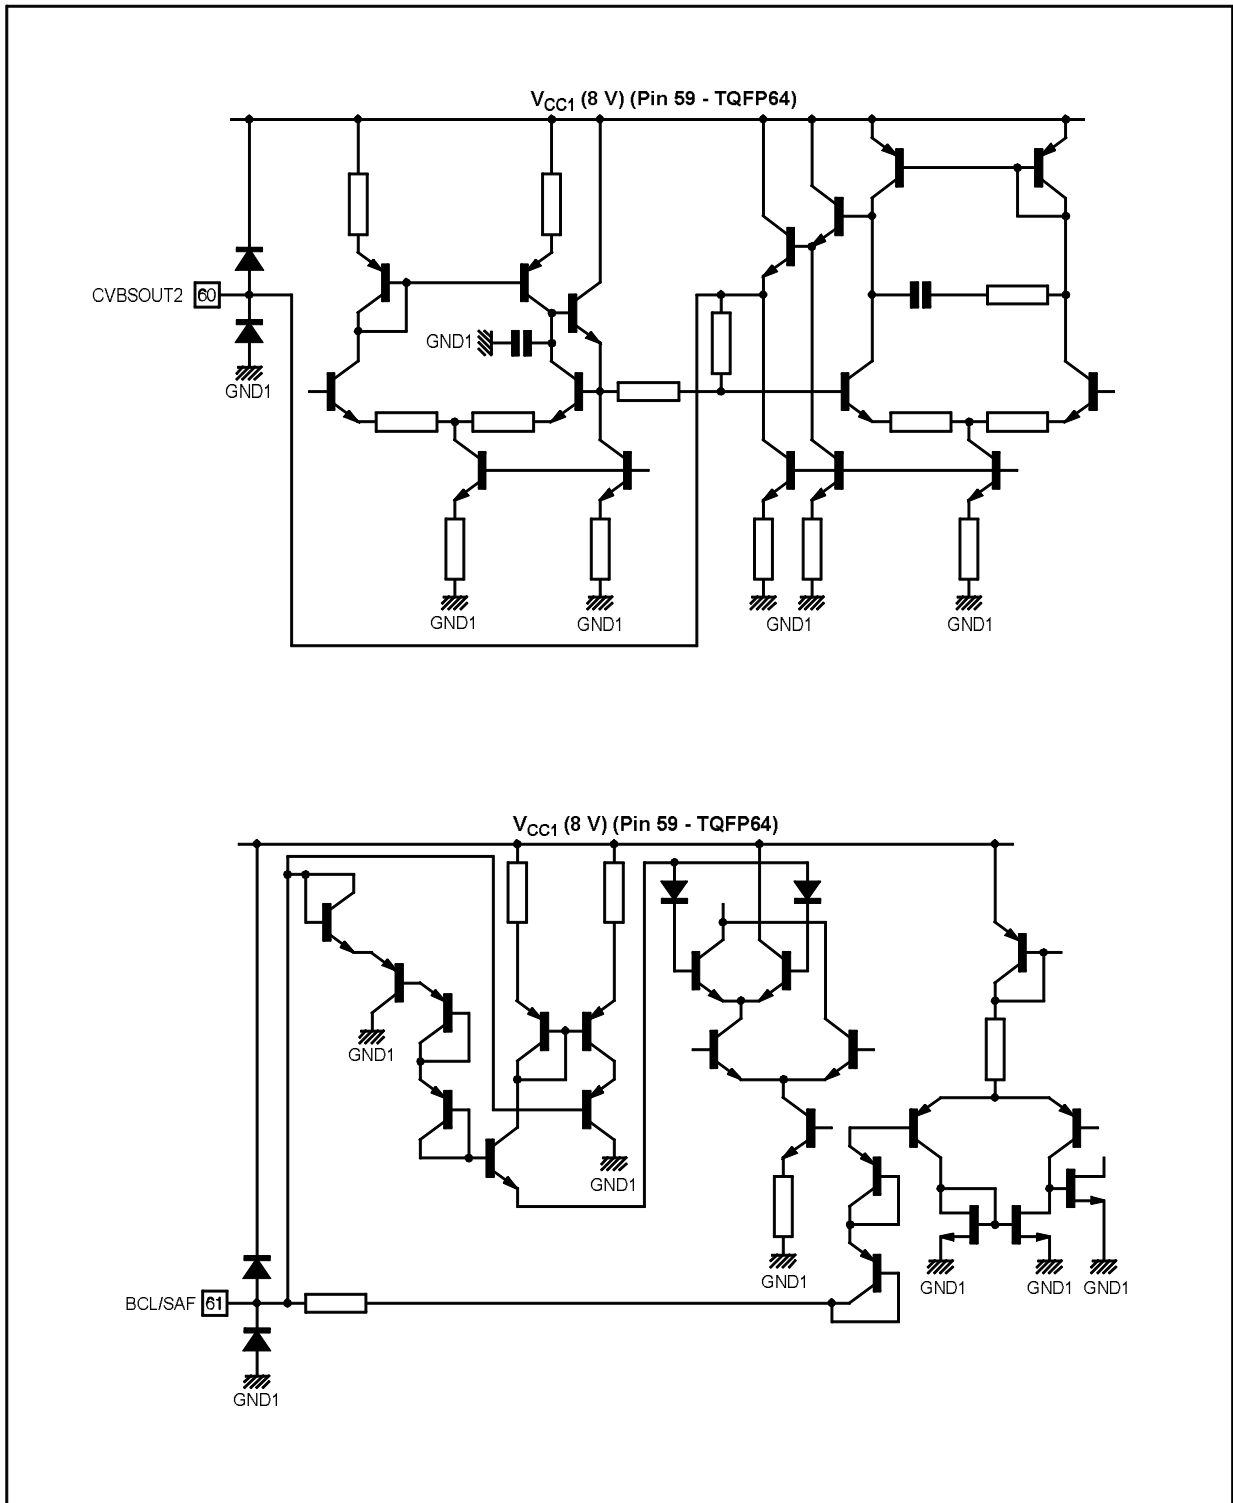 VCC1 (8 V) (Pin 59 - TQFP64)
CVBSOUT2 60
GND1
GND1
GND1 GND1 GND1 GND1
VCC1 (8 V) (Pin 59 - TQFP64)
GND1
GND1
GND1 GND1 GND1 GND1
BCL/SAF 61
GND1